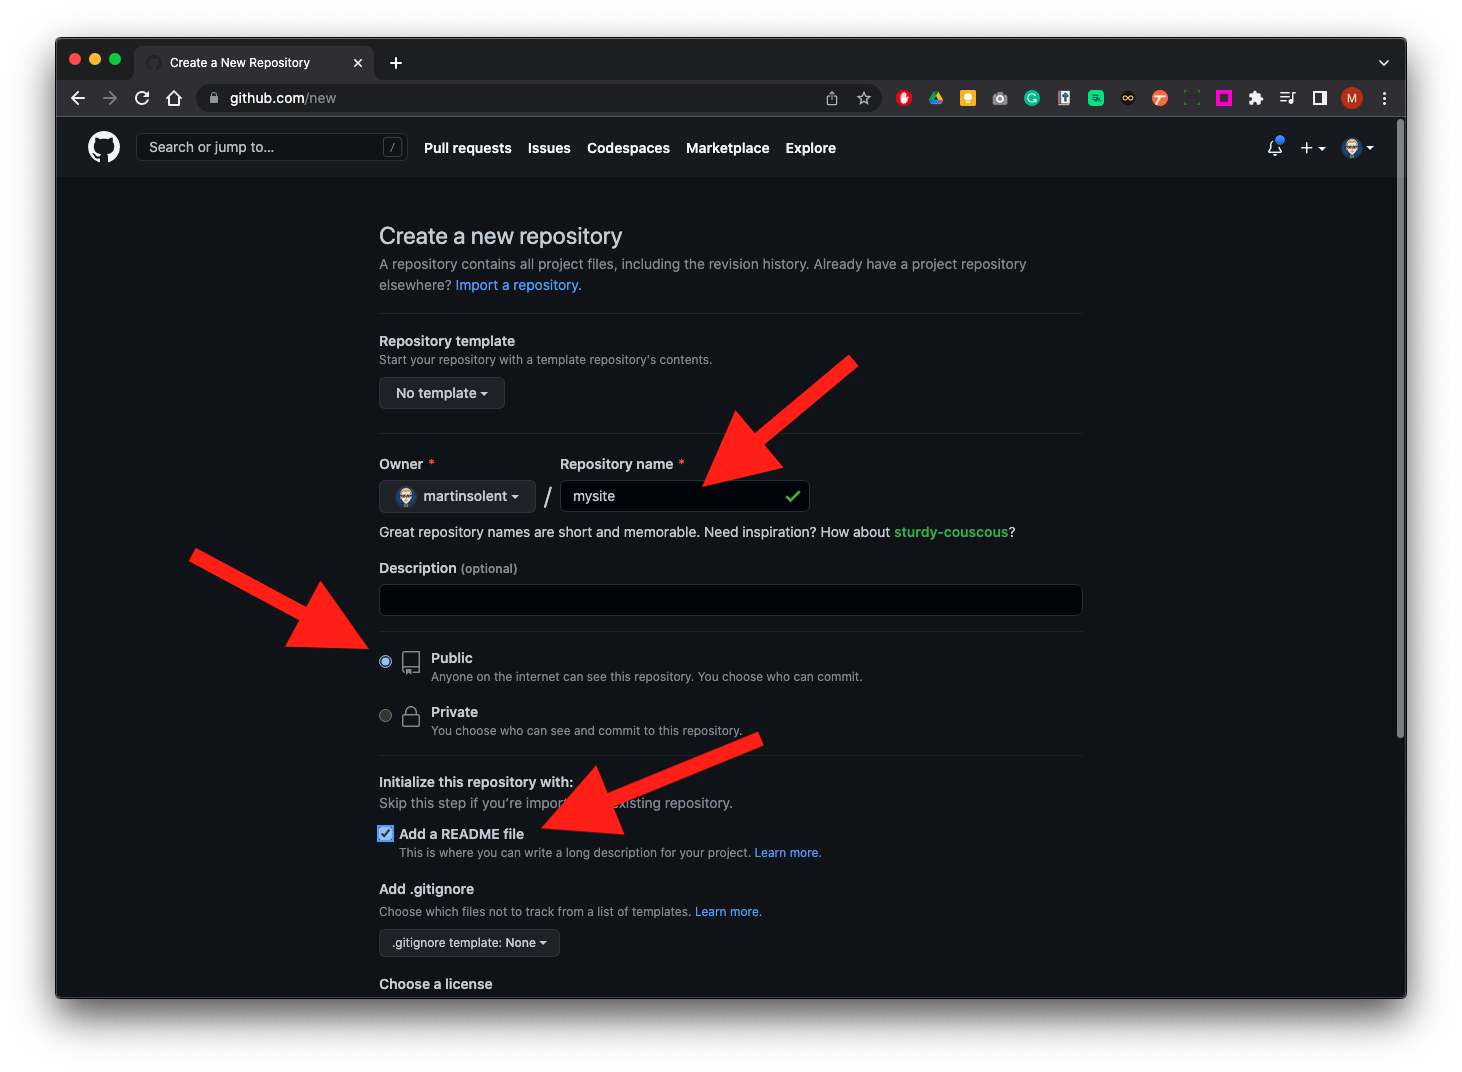 Create a New Repository
github.com/new
M
Search or jump to...
/
Pull requests
Issues
Codespaces
Marketplace
Explore
Create a new repository
A repository contains all project files, including the revision history. Already have a project repository
elsewhere? Import a repository.
Repository template
Start your repository with a template repository's contents.
No template
Owner *
Repository name *
martinsolent
/
mysite
Great repository names are short and memorable. Need inspiration? How about sturdy-couscous?
Description (optional)
Public
Anyone on the internet can see this repository. You choose who can commit.
Private
You choose who can see and commit to this repository.
Initialize this repository with:
Skip this step if you're repository.
Add a README file
This is where you can write a long description for your project. Learn more.
Add .gitignore
Choose which files not to track from a list of templates. Learn more.
.gitignore template: None
Choose a license